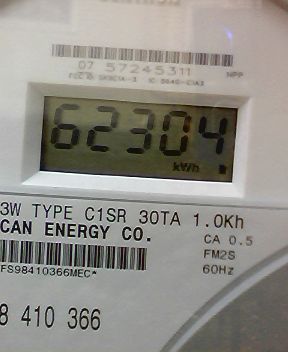 07 57245311 NPP
62304
kWh
3W TYPE C1SR 30TA 1.0Kh
CAN ENERGY CO.
CA 0.5
FM2S
60Hz
FS98410366MEC*
8 410 366